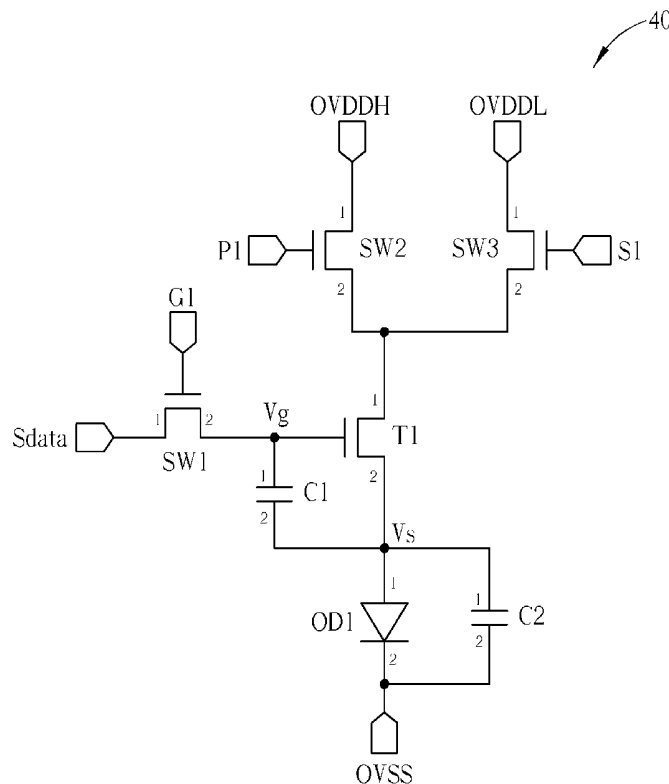 40
OVDDH
OVDDL
1
1
P1
SW2
SW3
S1
2
2
G1
1
Vg
T1
Sdata
1
2
SW1
2
1
C1
2
Vs
1
1
OD1
C2
2
2
OVSS